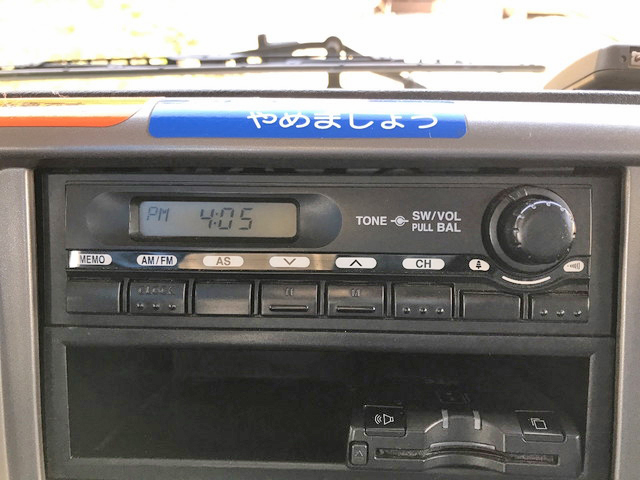 やめましょう
PM 4:05
TONE SW/VOL
PULL BAL
MEMO AM/FM AS CH